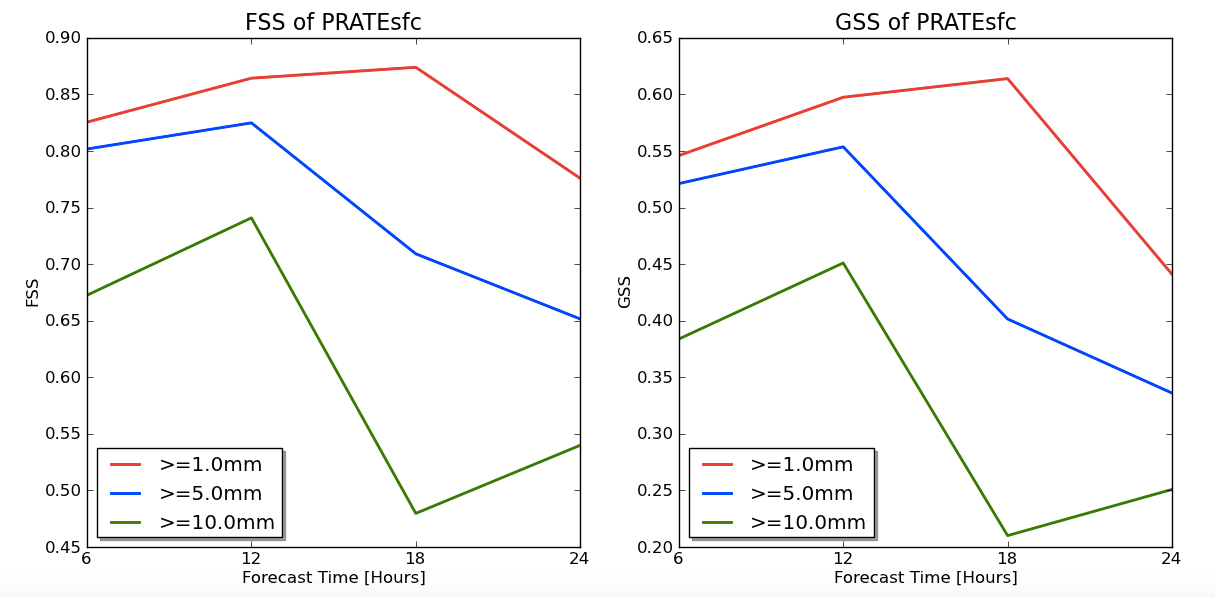 FSS of PRATEsfc
0.90
0.85
0.80
0.75
0.70
0.65
0.60
0.55
0.50
0.45
FSS
>=1.0mm
>=5.0mm
>=10.0mm
6 12 18 24
Forecast Time [Hours]
GSS of PRATEsfc
0.65
0.60
0.55
0.50
0.45
0.40
0.35
0.30
0.25
0.20
GSS
>=1.0mm
>=5.0mm
>=10.0mm
6 12 18 24
Forecast Time [Hours]